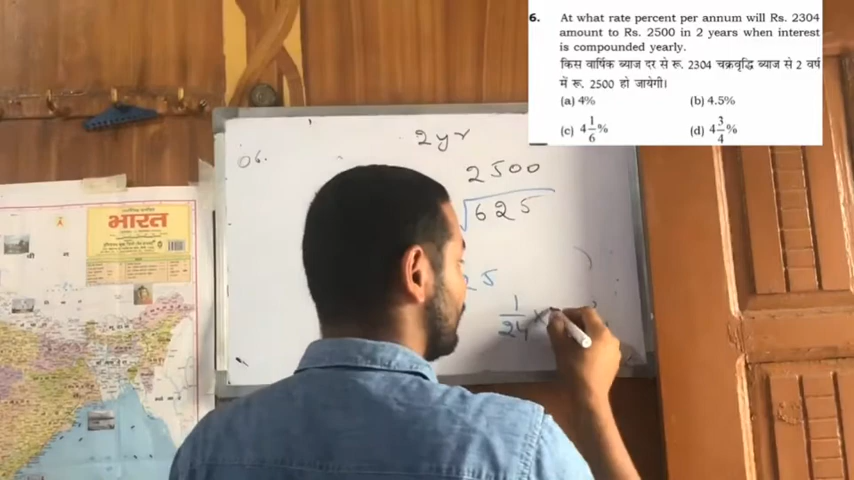 6. At what rate percent per annum will Rs. 2304
amount to Rs. 2500 in 2 years when interest
is compounded yearly.
किस वार्षिक ब्याज दर से रू. 2304 चक्रवृद्धि ब्याज से 2 वर्ष
में रू. 2500 हो जायेगी।
(a) 4% (b) 4.5%
(c) 4 1/6 % (d) 4 3/4 %
06.
2yr
2500
√625
25
1/24 ×
भारत